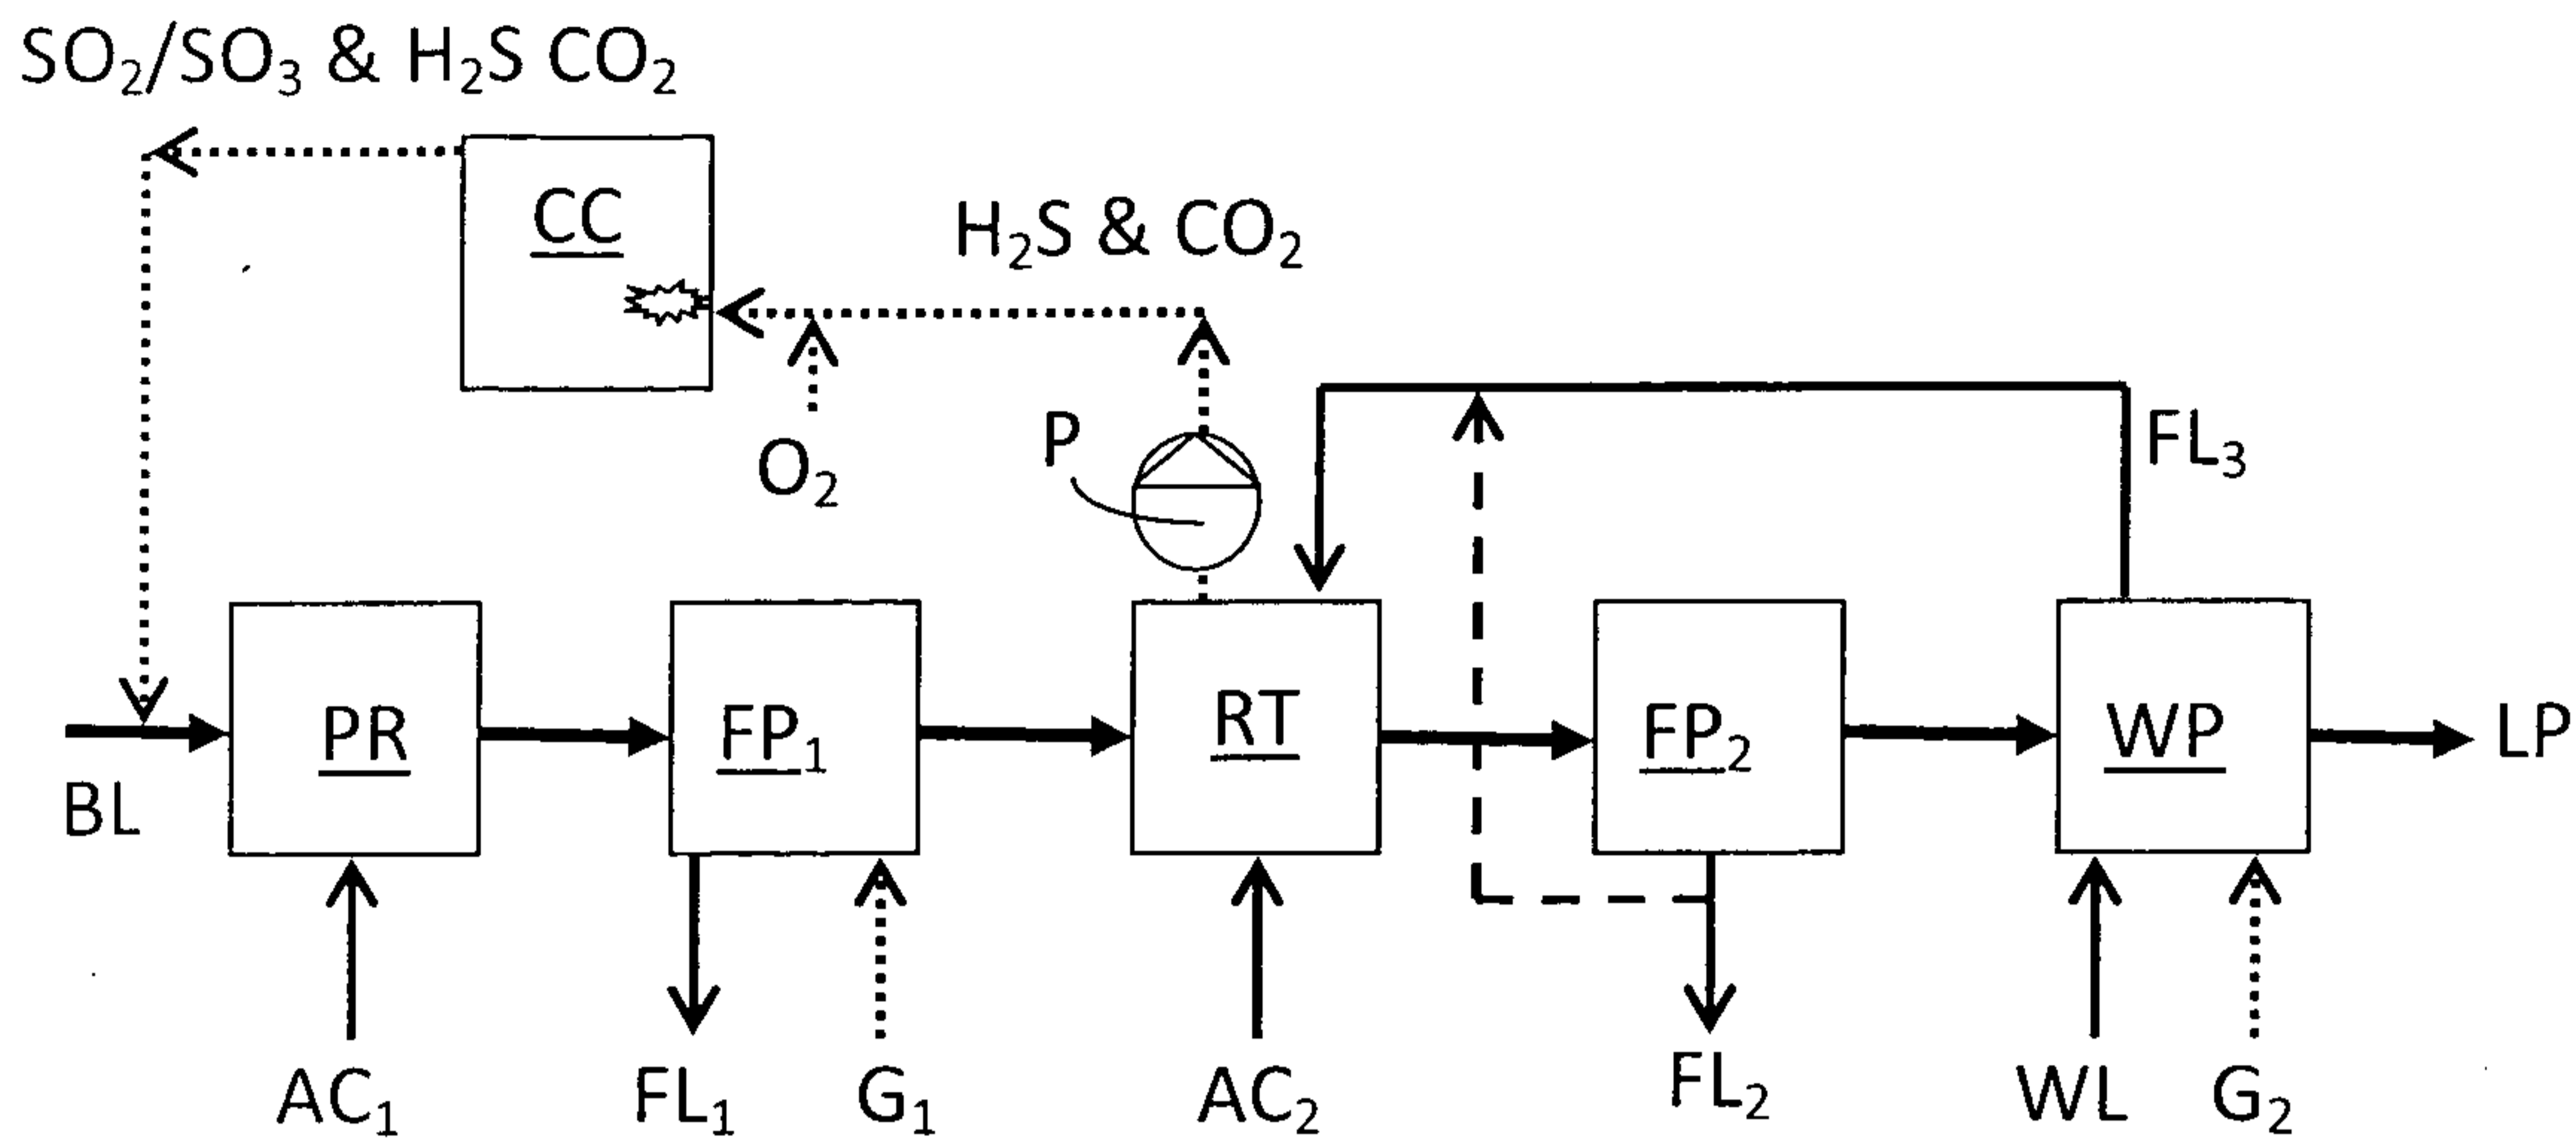 SO₂/SO₃ & H₂S CO₂
CC
H₂S & CO₂
O₂
P
FL₃
BL
PR
FP₁
RT
FP₂
WP
LP
AC₁
FL₁
G₁
AC₂
FL₂
WL
G₂